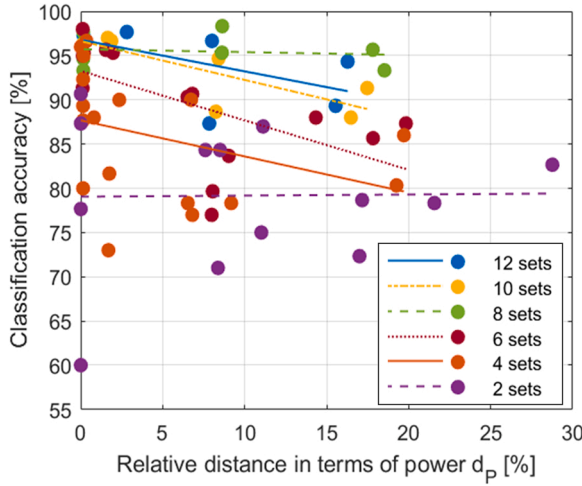 100
95
90
85
80
75
70
65
60
55
Classification accuracy [%]
12 sets
10 sets
8 sets
6 sets
4 sets
2 sets
0 5 10 15 20 25 30
Relative distance in terms of power d_P [%]